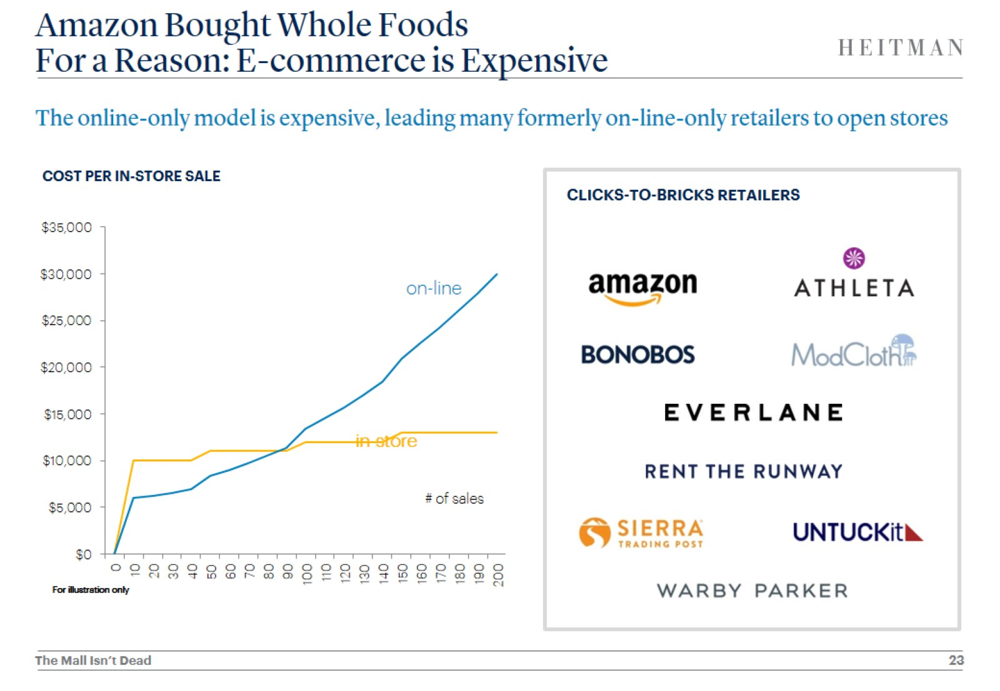 Amazon Bought Whole Foods
For a Reason: E-commerce is Expensive
HEITMAN
The online-only model is expensive, leading many formerly on-line-only retailers to open stores
COST PER IN-STORE SALE
$35,000
$30,000
$25,000
$20,000
$15,000
$10,000
$5,000
$0
on-line
in store
# of sales
0 10 20 30 40 50 60 70 80 90 100 110 120 130 140 150 160 170 180 190 200
For illustration only
CLICKS-TO-BRICKS RETAILERS
amazon
ATHLETA
BONOBOS
ModCloth
EVERLANE
RENT THE RUNWAY
SIERRA
TRADING POST
UNTUCKit
WARBY PARKER
The Mall Isn't Dead
23